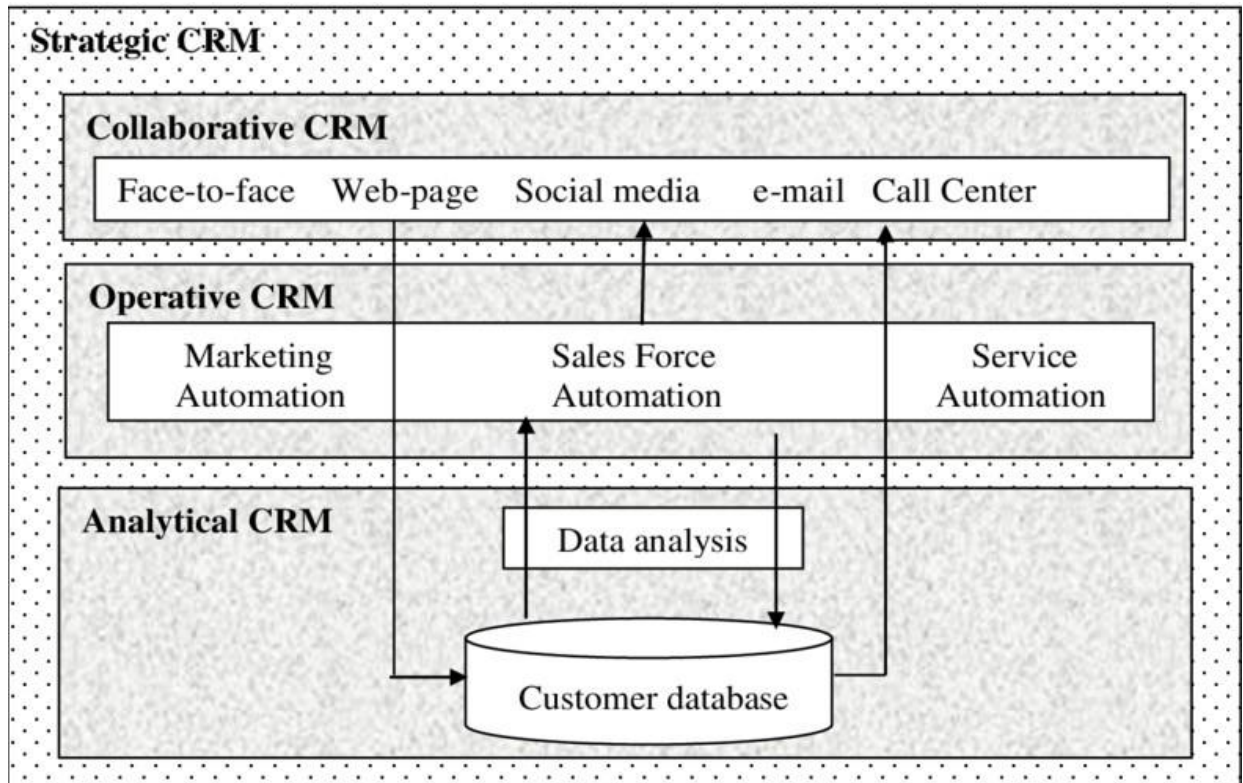 Strategic CRM
Collaborative CRM
Face-to-face Web-page Social media e-mail Call Center
Operative CRM
Marketing Automation
Sales Force Automation
Service Automation
Analytical CRM
Data analysis
Customer database